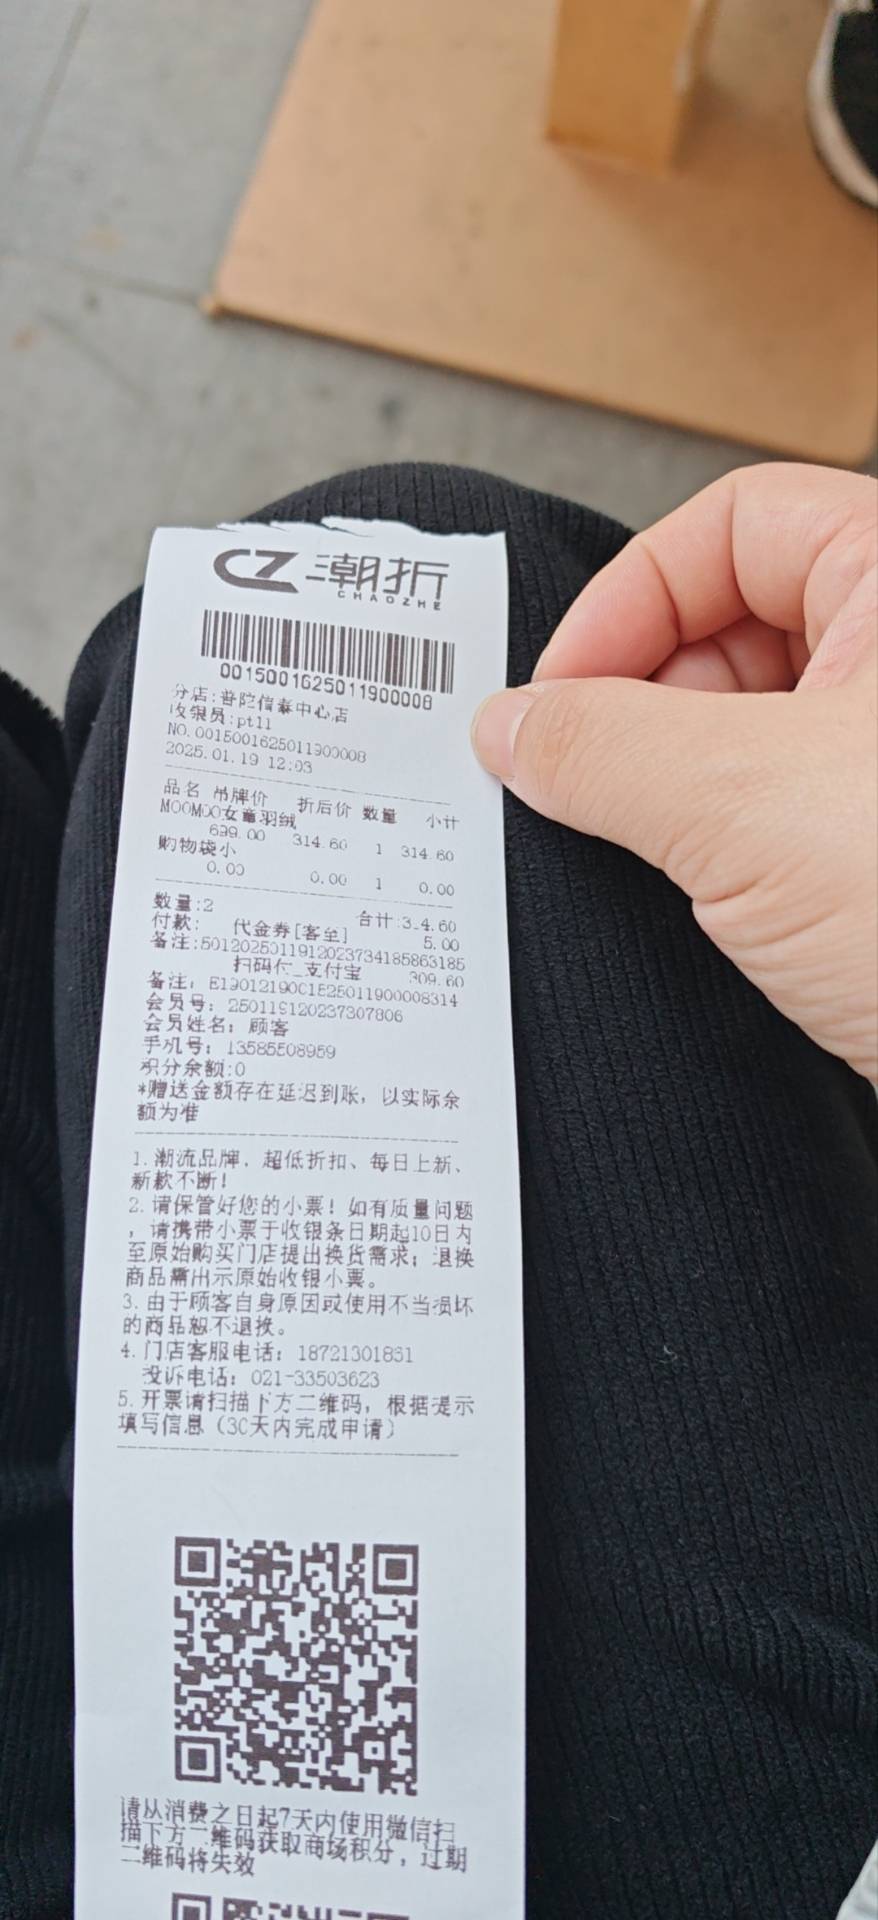 CZ 潮折
CHAOZHE
0015001625011900008
分店:普陀信泰中心店
收银员:pt11
NO.0015001625011900008
2025.01.19 12:03
品名 吊牌价 折后价 数量 小计
MOOMOO女童羽绒
699.00 314.60 1 314.60
购物袋小
0.00 0.00 1 0.00
数量:2 合计:314.60
付款: 代金券[客至] 5.00
备注:5012025011912023734185863185
扫码付_支付宝 309.60
备注: E1901219001525011900008314
会员号: 250119120237307806
会员姓名: 顾客
手机号: 13585508959
积分余额:0
*赠送金额存在延迟到账，以实际余
额为准
1.潮流品牌，超低折扣、每日上新、
新款不断！
2.请保管好您的小票！如有质量问题
，请携带小票于收银条日期起10日内
至原始购买门店提出换货需求；退换
商品需出示原始收银小票。
3.由于顾客自身原因或使用不当损坏
的商品恕不退换。
4.门店客服电话: 18721301831
投诉电话: 021-33503623
5.开票请扫描下方二维码，根据提示
填写信息（30天内完成申请）
请从消费之日起7天内使用微信扫
描下方二维码获取商场积分，过期
二维码将失效